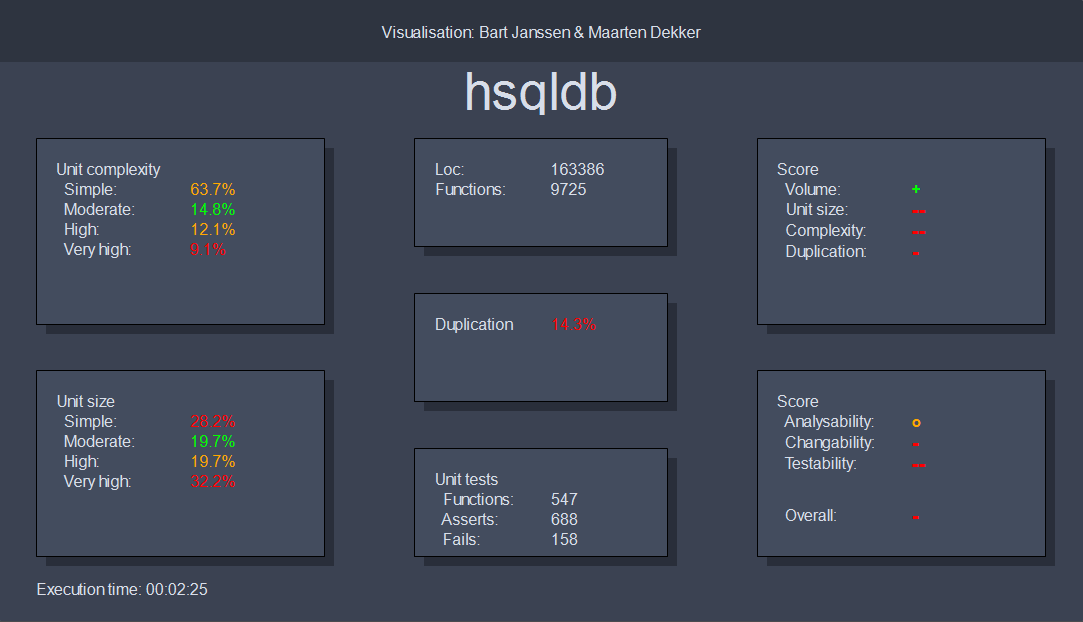 Visualisation: Bart Janssen & Maarten Dekker
hsqldb
Unit complexity
Simple: 63.7%
Moderate: 14.8%
High: 12.1%
Very high: 9.1%
Unit size
Simple: 28.2%
Moderate: 19.7%
High: 19.7%
Very high: 32.2%
Loc: 163386
Functions: 9725
Duplication 14.3%
Unit tests
Functions: 547
Asserts: 688
Fails: 158
Score
Volume: +
Unit size: --
Complexity: --
Duplication: -
Score
Analysability: o
Changability: -
Testability: --
Overall: -
Execution time: 00:02:25